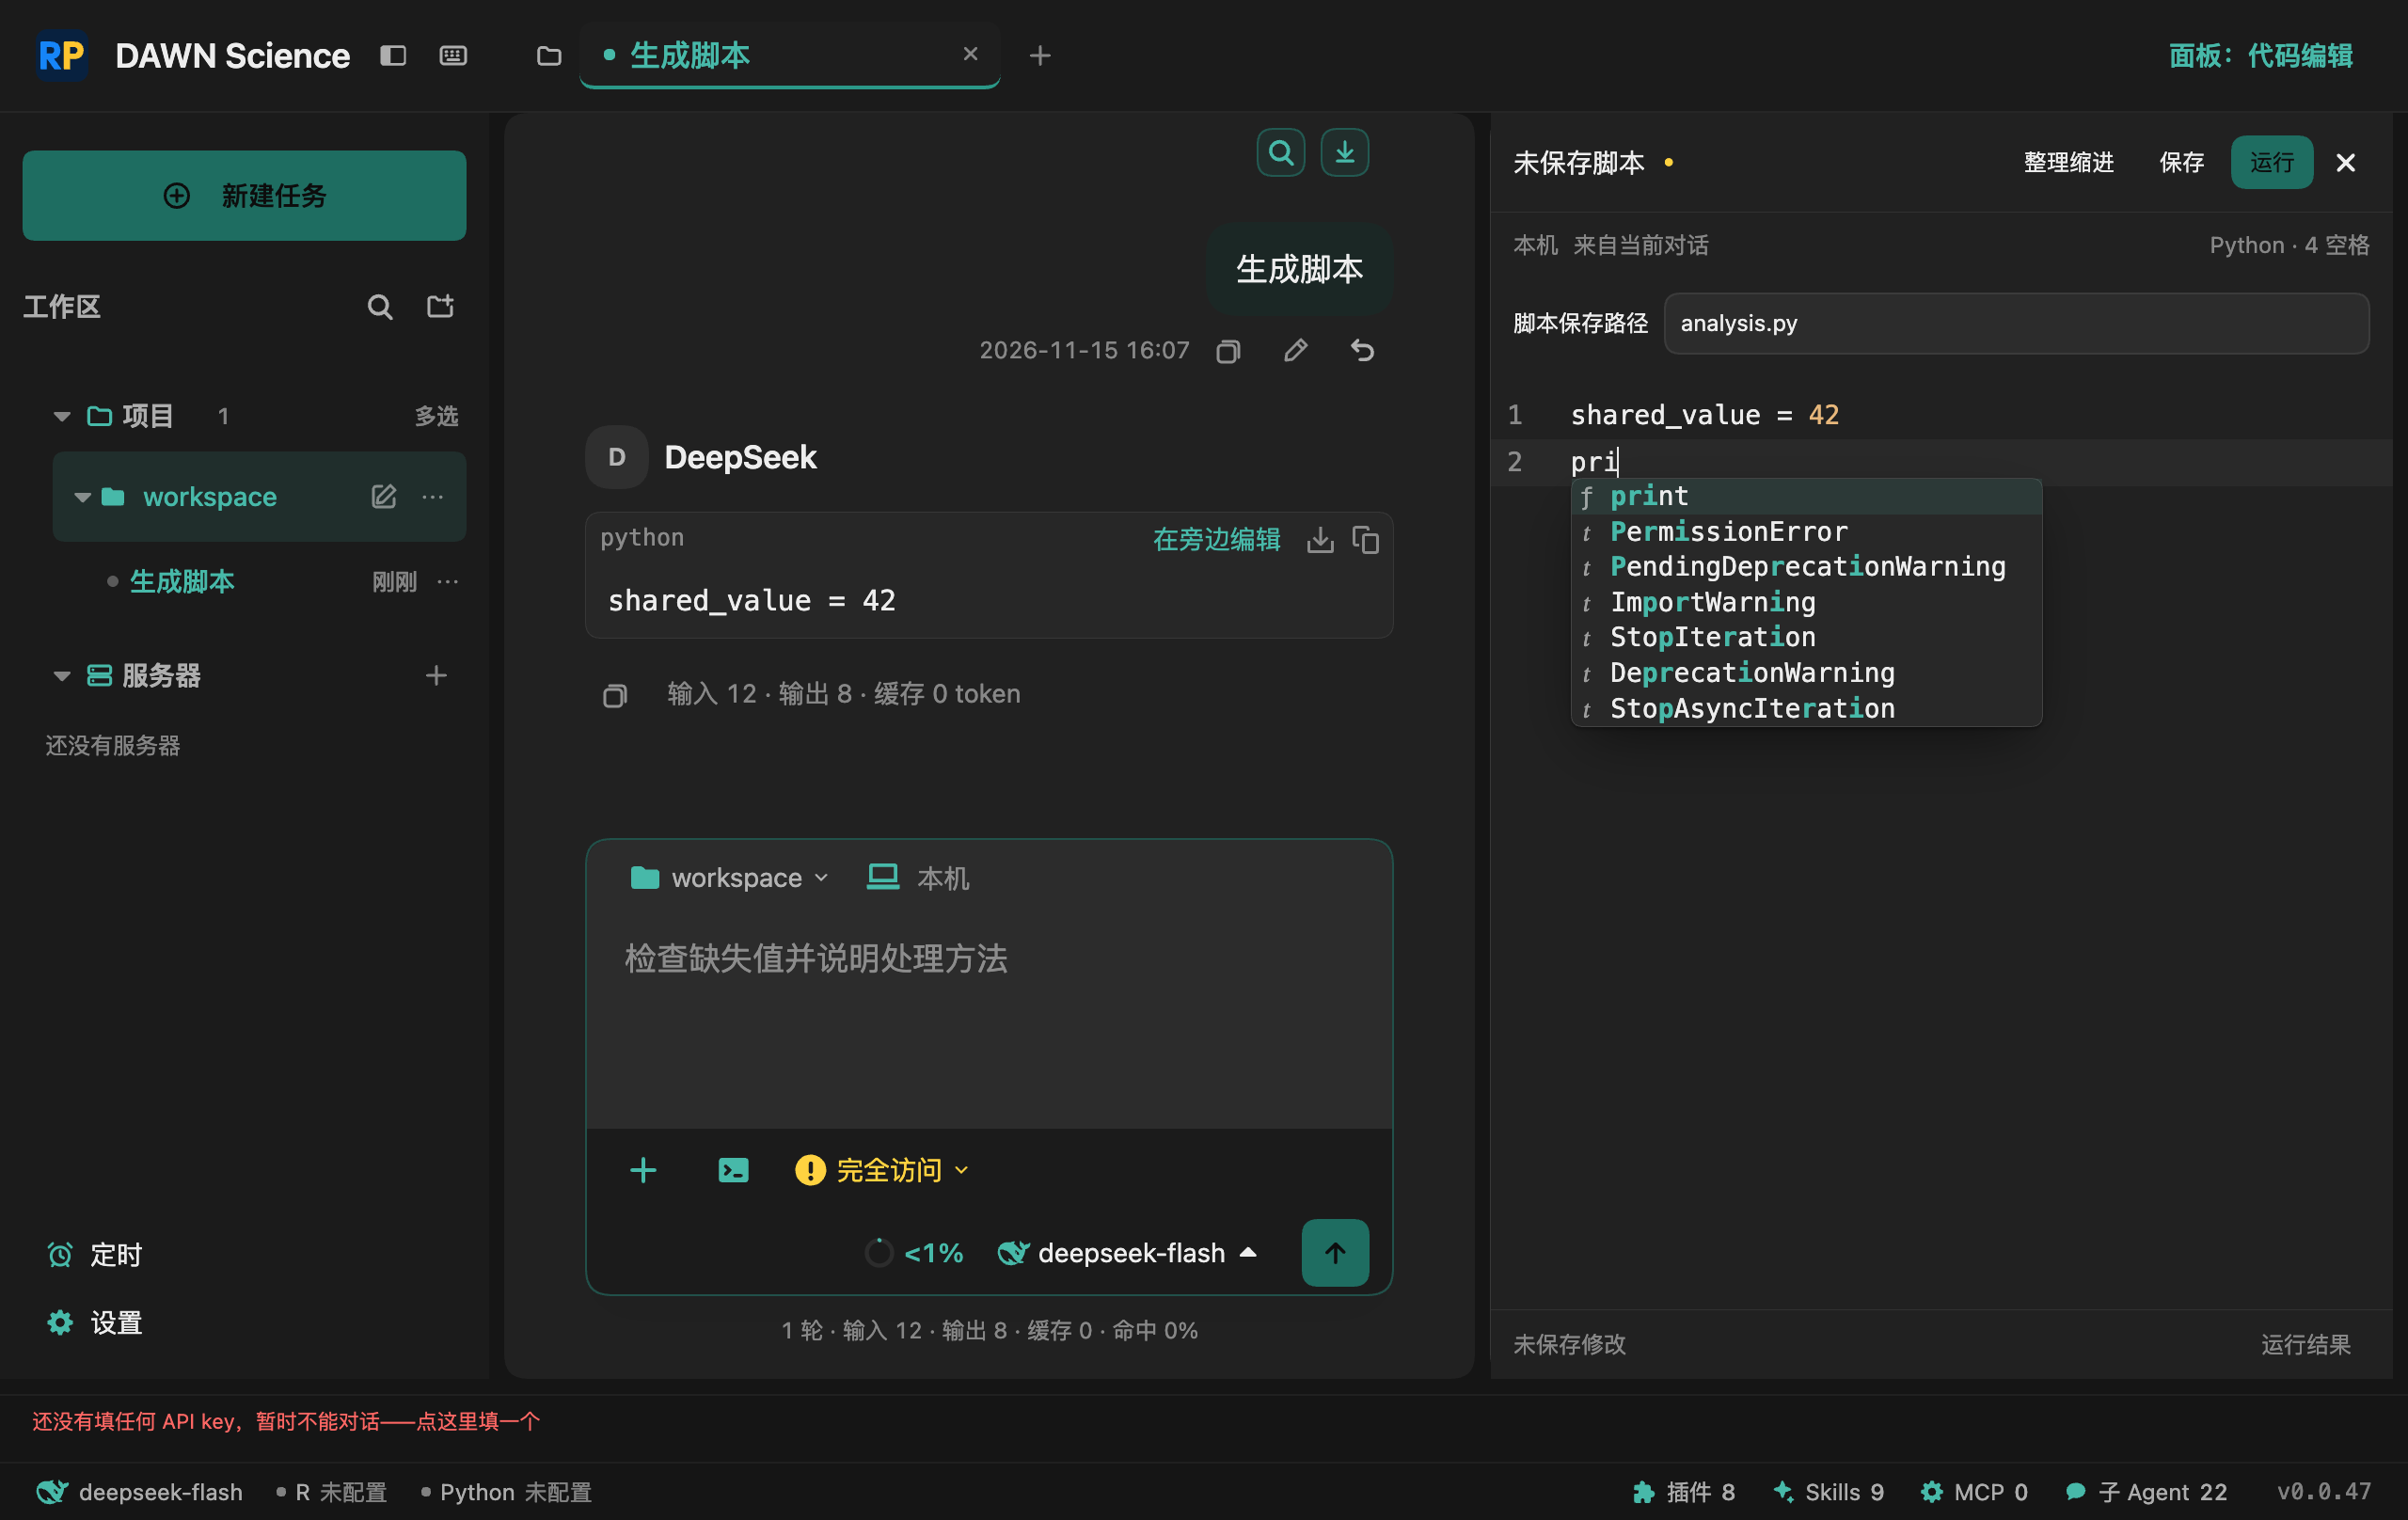 RP DAWN Science
生成脚本
面板：代码编辑
新建任务
工作区
项目 1 多选
workspace
生成脚本 刚刚
服务器
还没有服务器
定时
设置
生成脚本
2026-11-15 16:07
D DeepSeek
python 在旁边编辑
shared_value = 42
输入 12 · 输出 8 · 缓存 0 token
workspace 本机
检查缺失值并说明处理方法
完全访问
<1% deepseek-flash
1 轮 · 输入 12 · 输出 8 · 缓存 0 · 命中 0%
未保存脚本 整理缩进 保存 运行
本机 来自当前对话 Python · 4 空格
脚本保存路径 analysis.py
1 shared_value = 42
2 pri
ƒ print
t PermissionError
t PendingDeprecationWarning
t ImportWarning
t StopIteration
t DeprecationWarning
t StopAsyncIteration
未保存修改 运行结果
还没有填任何 API key，暂时不能对话——点这里填一个
deepseek-flash R 未配置 Python 未配置 插件 8 Skills 9 MCP 0 子 Agent 22 v0.0.47